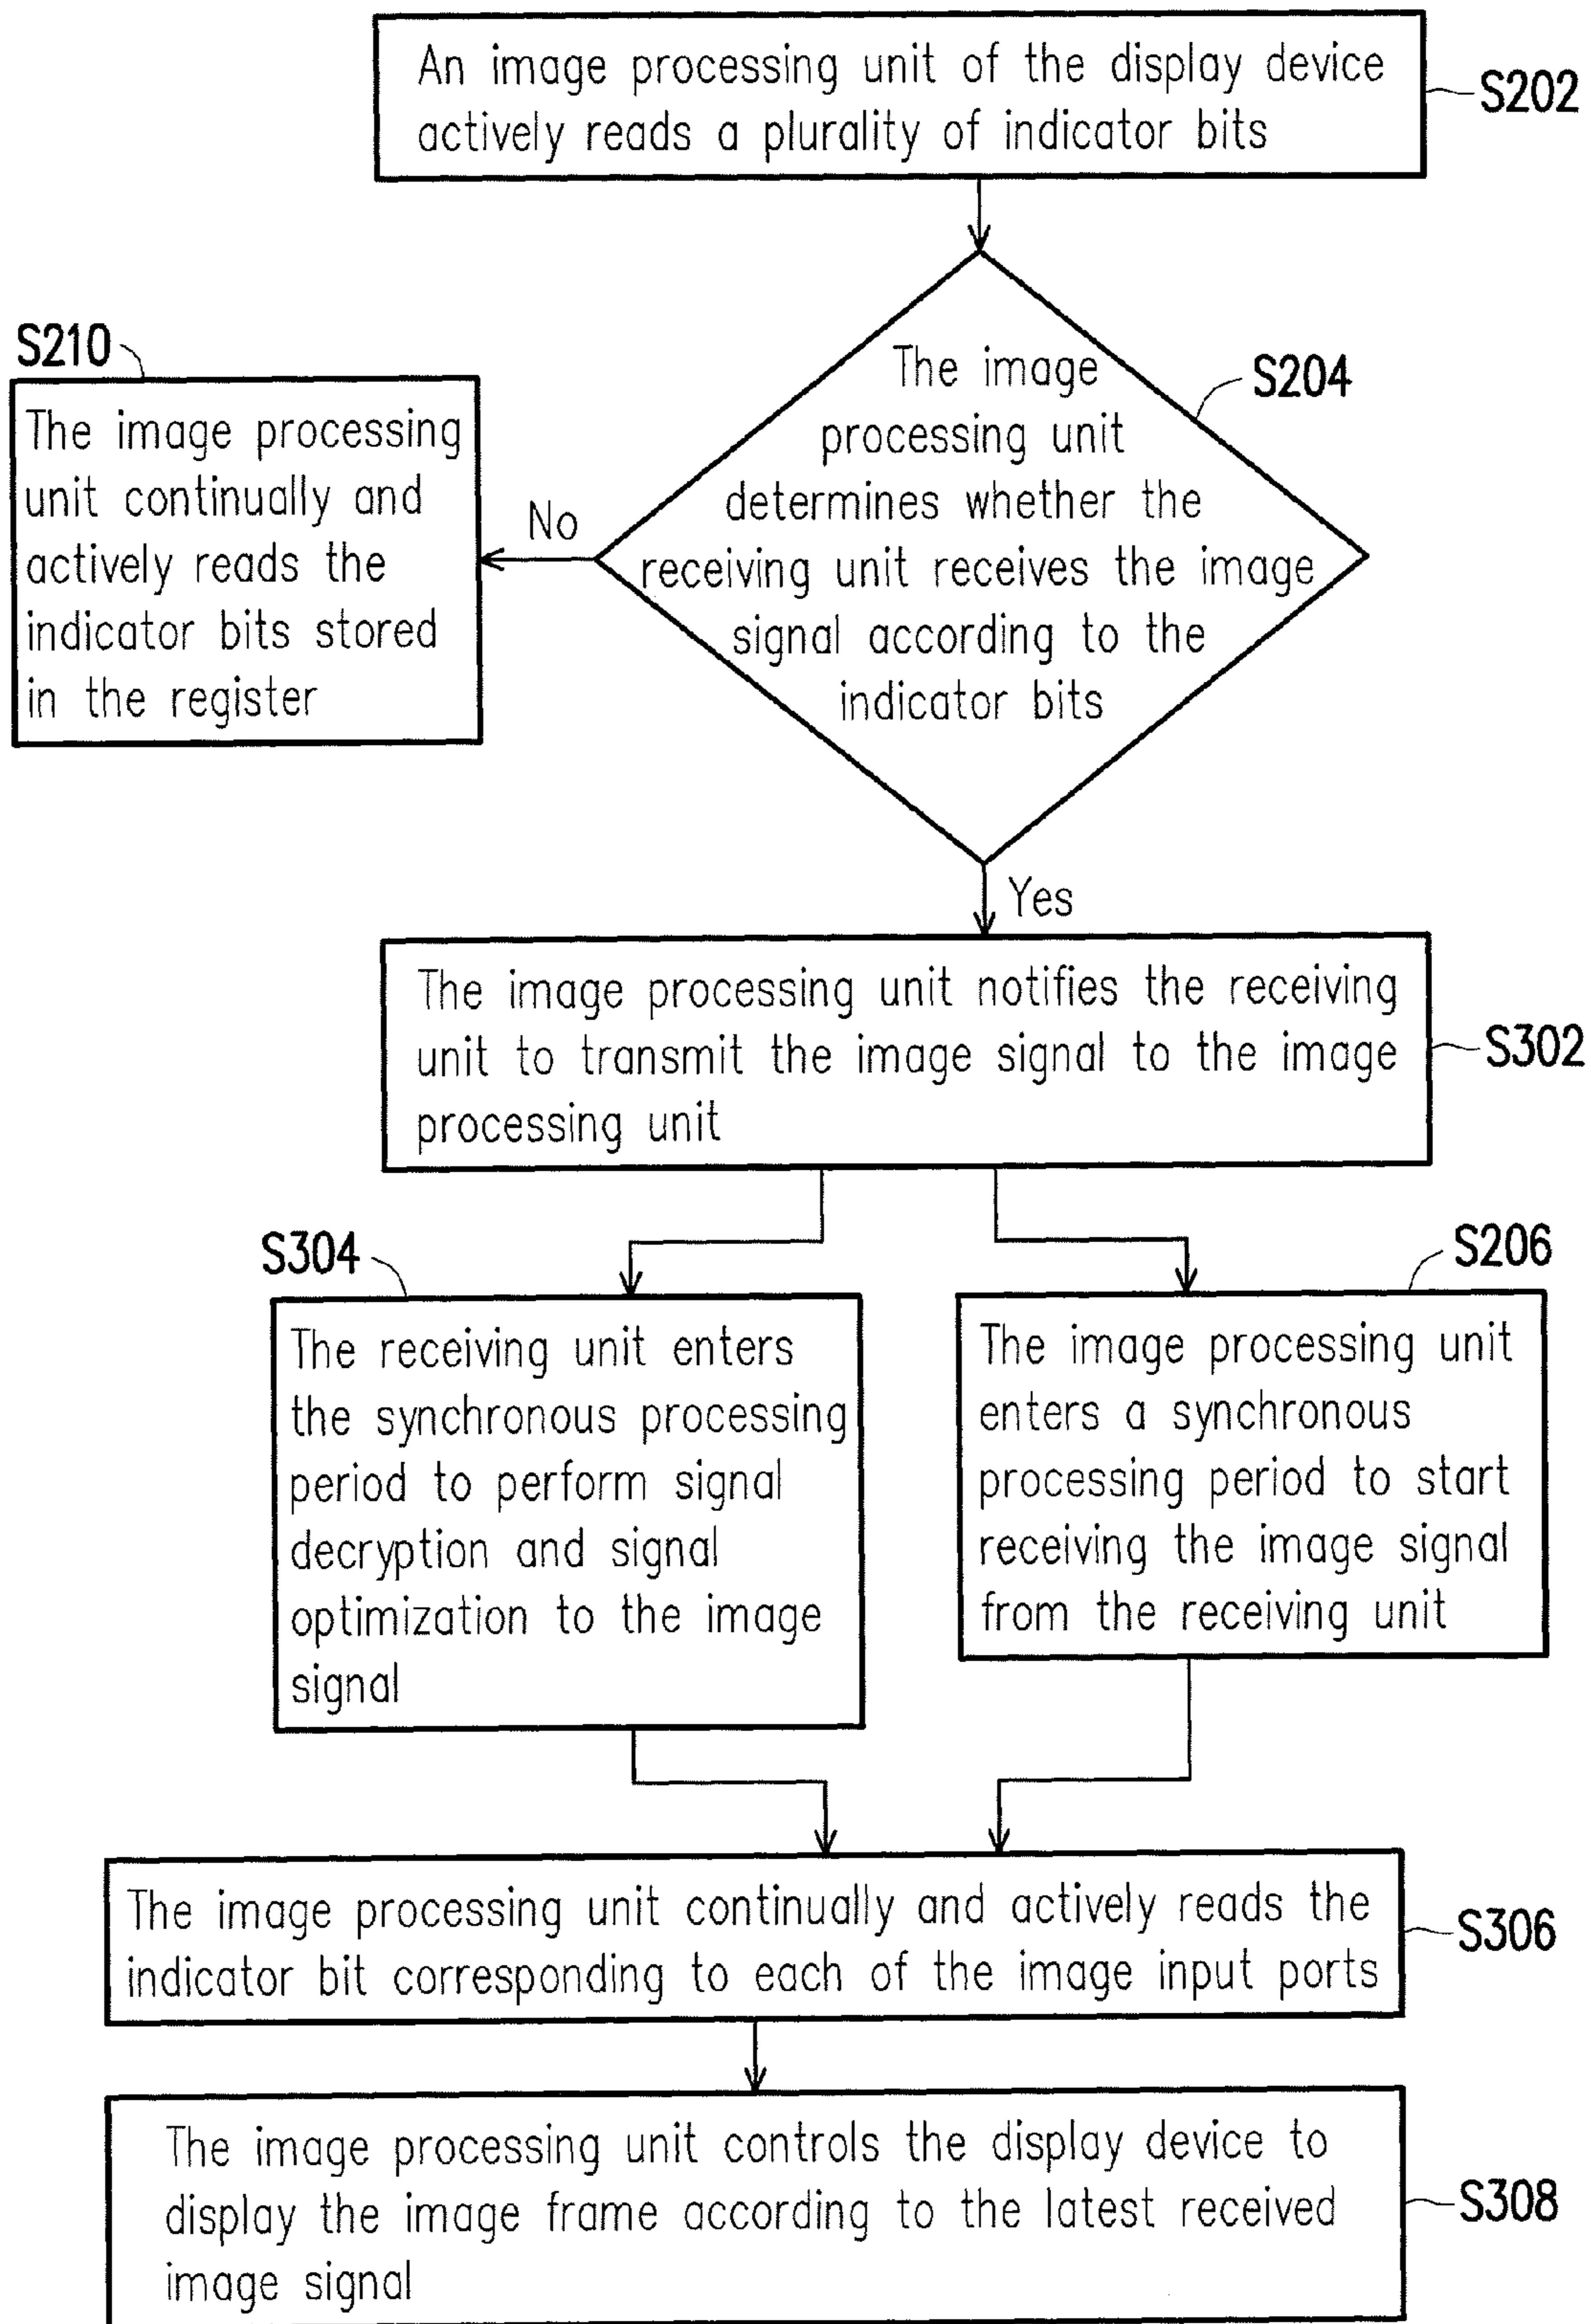 An image processing unit of the display device
actively reads a plurality of indicator bits
S202
S210
The image processing
unit continually and
actively reads the
indicator bits stored
in the register
No
The image
processing unit
determines whether the
receiving unit receives the image
signal according to the
indicator bits
S204
Yes
The image processing unit notifies the receiving
unit to transmit the image signal to the image
processing unit
S302
S304
The receiving unit enters
the synchronous processing
period to perform signal
decryption and signal
optimization to the image
signal
S206
The image processing unit
enters a synchronous
processing period to start
receiving the image signal
from the receiving unit
The image processing unit continually and actively reads the
indicator bit corresponding to each of the image input ports
S306
The image processing unit controls the display device to
display the image frame according to the latest received
image signal
S308